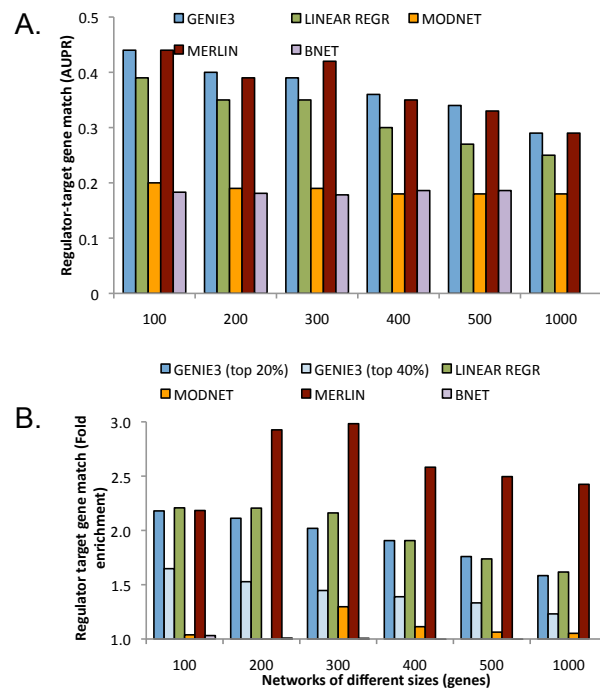 A.
GENIE3 LINEAR REGR MODNET
MERLIN BNET
Regulator-target gene match (AUPR)
0.5
0.4
0.3
0.2
0.1
0
100 200 300 400 500 1000
B.
GENIE3 (top 20%) GENIE3 (top 40%) LINEAR REGR
MODNET MERLIN BNET
Regulator target gene match (Fold
enrichment)
3.0
2.5
2.0
1.5
1.0
100 200 300 400 500 1000
Networks of different sizes (genes)